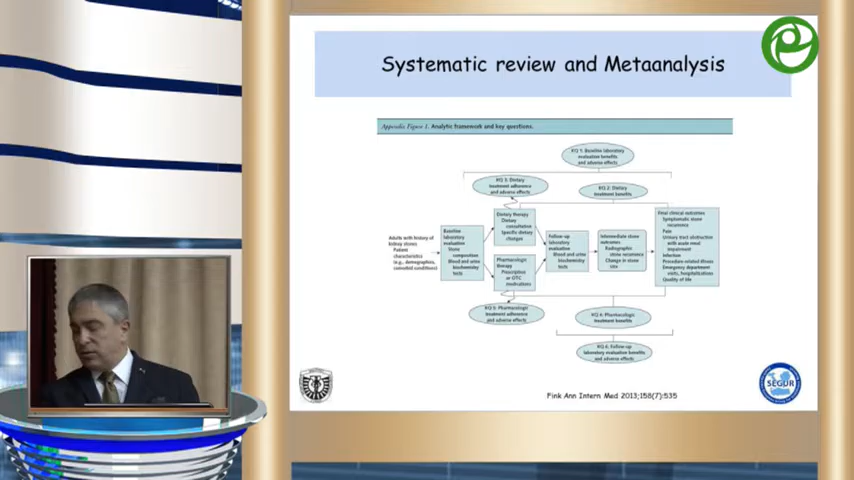 Systematic review and Metaanalysis
Appendix Figure 1. Analytic framework and key questions.
KQ 1: Baseline laboratory
evaluation benefits
and adverse effects
KQ 3: Dietary
treatment adherence
and adverse effects
KQ 2: Dietary
treatment benefits
Adults with history of
kidney stones
Patient
characteristics
(e.g., demographics,
comorbid conditions)
Baseline
laboratory
evaluation
Stone
composition
Blood and urine
biochemistry
tests
Dietary therapy
Dietary
consultation
Specific dietary
changes
Pharmacologic
therapy
Prescription
or OTC
medications
Follow-up
laboratory
evaluation
Blood and urine
biochemistry
tests
Intermediate stone
outcomes
Radiographic
stone recurrence
Change in stone
size
Final clinical outcomes
Symptomatic stone
recurrence
Pain
Urinary tract obstruction
with acute renal
impairment
Infection
Procedure-related illness
Emergency department
visits, hospitalizations
Quality of life
KQ 5: Pharmacologic
treatment adherence
and adverse effects
KQ 4: Pharmacologic
treatment benefits
KQ 6: Follow-up
laboratory evaluation benefits
and adverse effects
Fink Ann Intern Med 2013;158(7):535
SEGUR